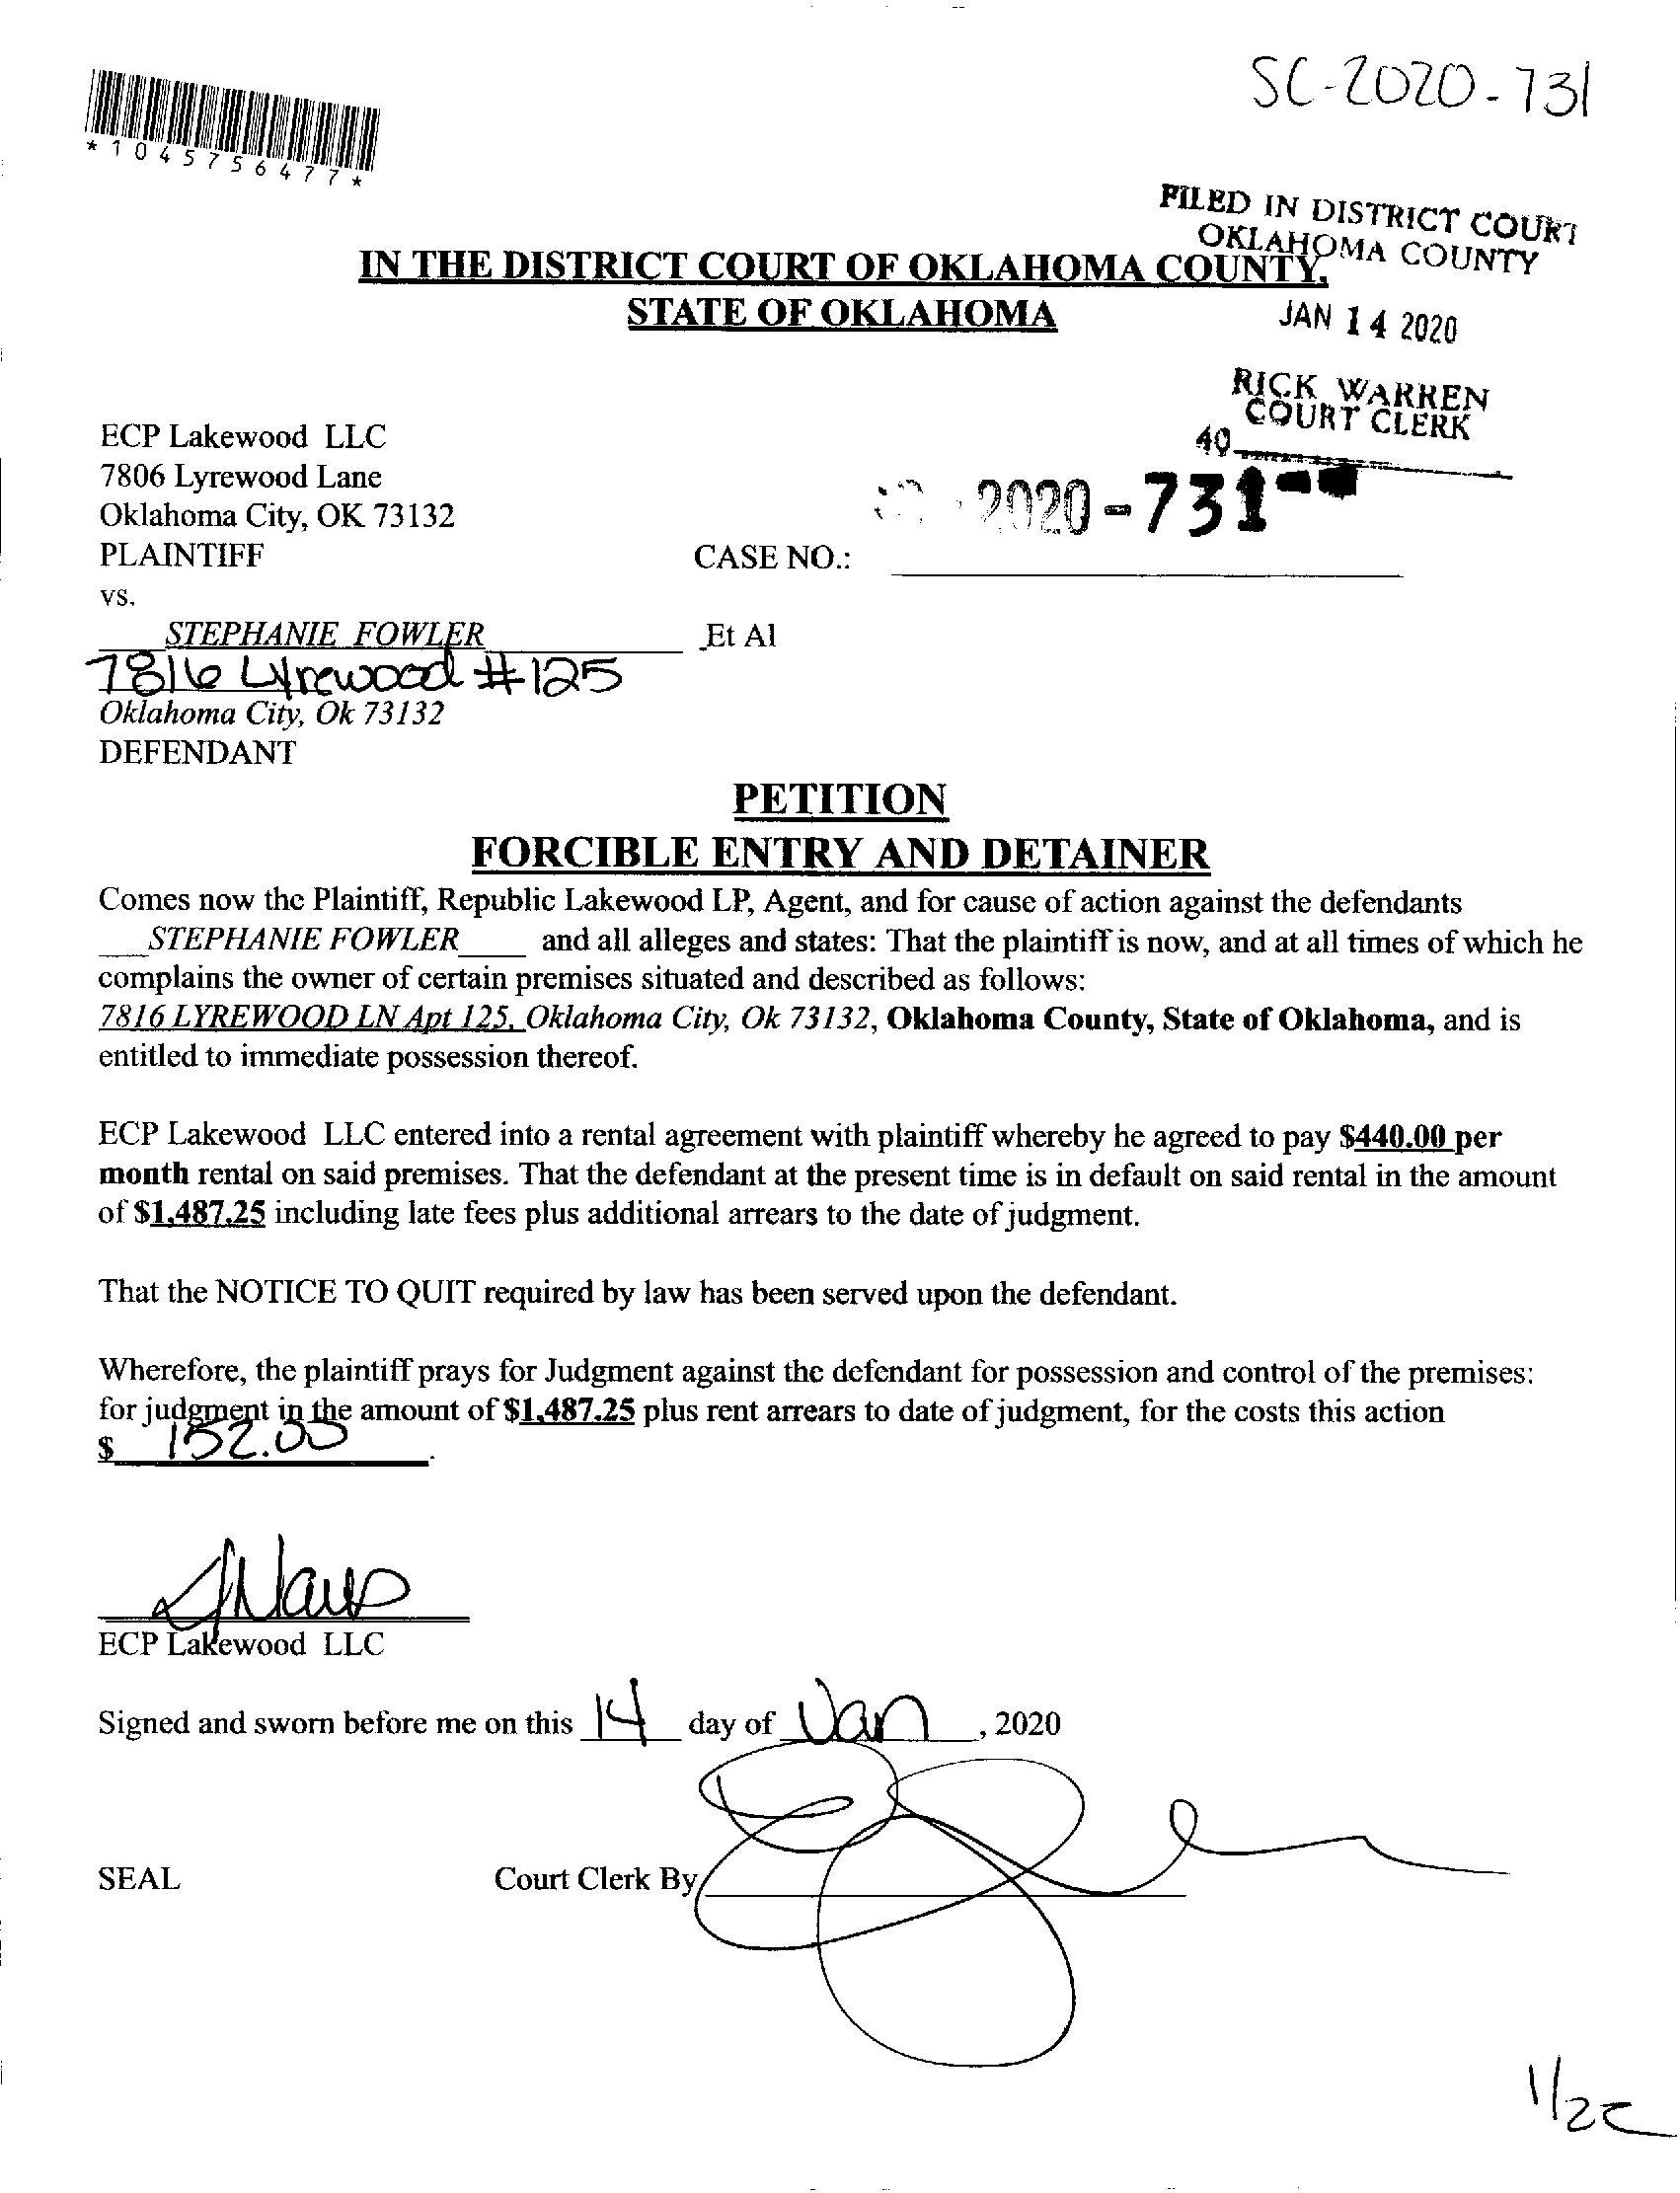 SC-2020-731
*1045756477*
FILED IN DISTRICT COURT
OKLAHOMA COUNTY
IN THE DISTRICT COURT OF OKLAHOMA COUNTY,
STATE OF OKLAHOMA
JAN 14 2020
RICK WARREN
COURT CLERK
40
ECP Lakewood LLC
7806 Lyrewood Lane
Oklahoma City, OK 73132
2020-731--
PLAINTIFF
CASE NO.:
vs.
STEPHANIE FOWLER Et Al
7816 Lyrewood #125
Oklahoma City, Ok 73132
DEFENDANT
PETITION
FORCIBLE ENTRY AND DETAINER
Comes now the Plaintiff, Republic Lakewood LP, Agent, and for cause of action against the defendants
STEPHANIE FOWLER and all alleges and states: That the plaintiff is now, and at all times of which he
complains the owner of certain premises situated and described as follows:
7816 LYREWOOD LN Apt 125, Oklahoma City, Ok 73132, Oklahoma County, State of Oklahoma, and is
entitled to immediate possession thereof.
ECP Lakewood LLC entered into a rental agreement with plaintiff whereby he agreed to pay $440.00 per
month rental on said premises. That the defendant at the present time is in default on said rental in the amount
of $1,487.25 including late fees plus additional arrears to the date of judgment.
That the NOTICE TO QUIT required by law has been served upon the defendant.
Wherefore, the plaintiff prays for Judgment against the defendant for possession and control of the premises:
for judgment in the amount of $1,487.25 plus rent arrears to date of judgment, for the costs this action
$ 152.00.
ECP Lakewood LLC
Signed and sworn before me on this 14 day of Jan, 2020
SEAL Court Clerk By